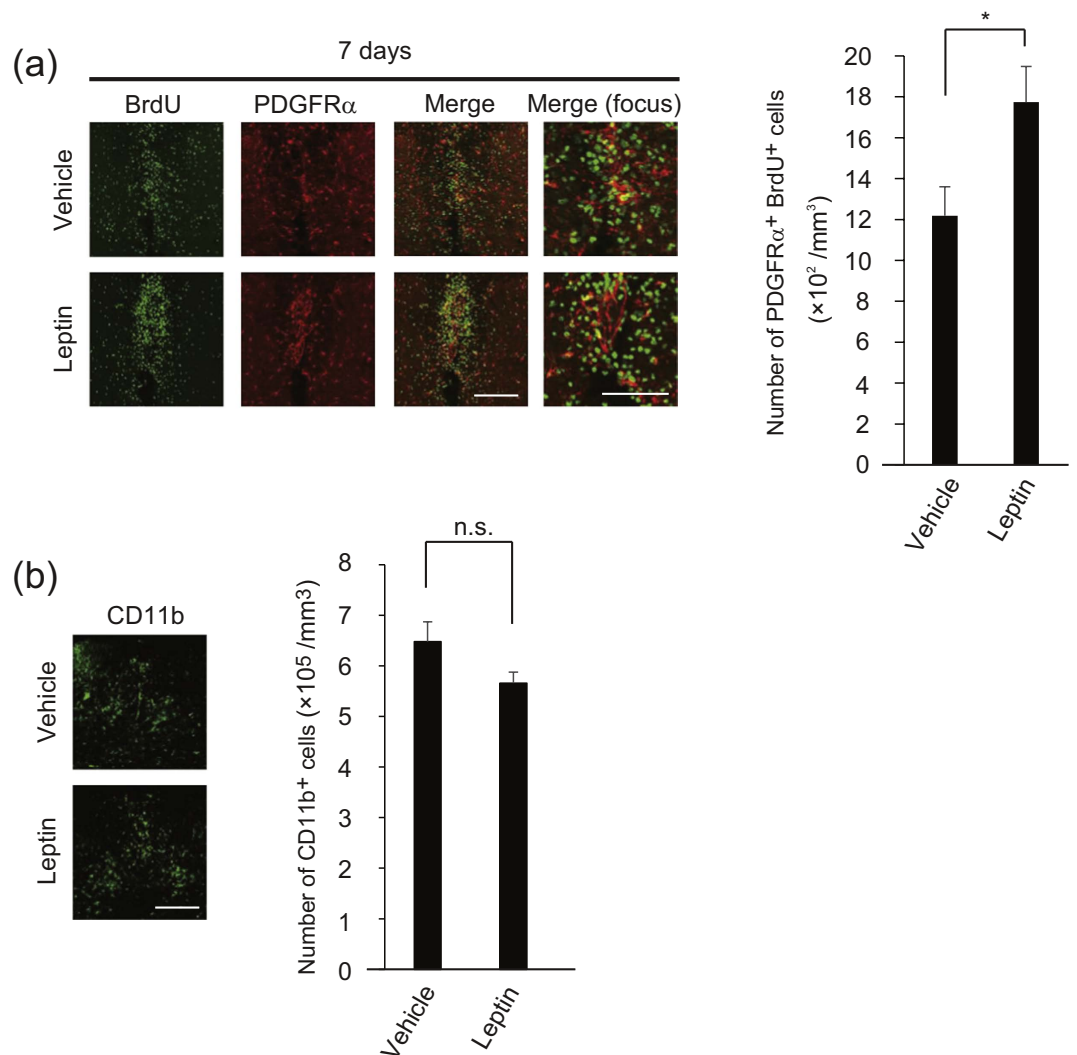 (a)
7 days
BrdU PDGFRα Merge Merge (focus)
Vehicle
Leptin
*
Number of PDGFRα⁺ BrdU⁺ cells
(×10² /mm³)
20
18
16
14
12
10
8
6
4
2
0
Vehicle Leptin
(b)
CD11b
Vehicle
Leptin
n.s.
Number of CD11b⁺ cells (×10⁵ /mm3)
8
7
6
5
4
3
2
1
0
Vehicle Leptin